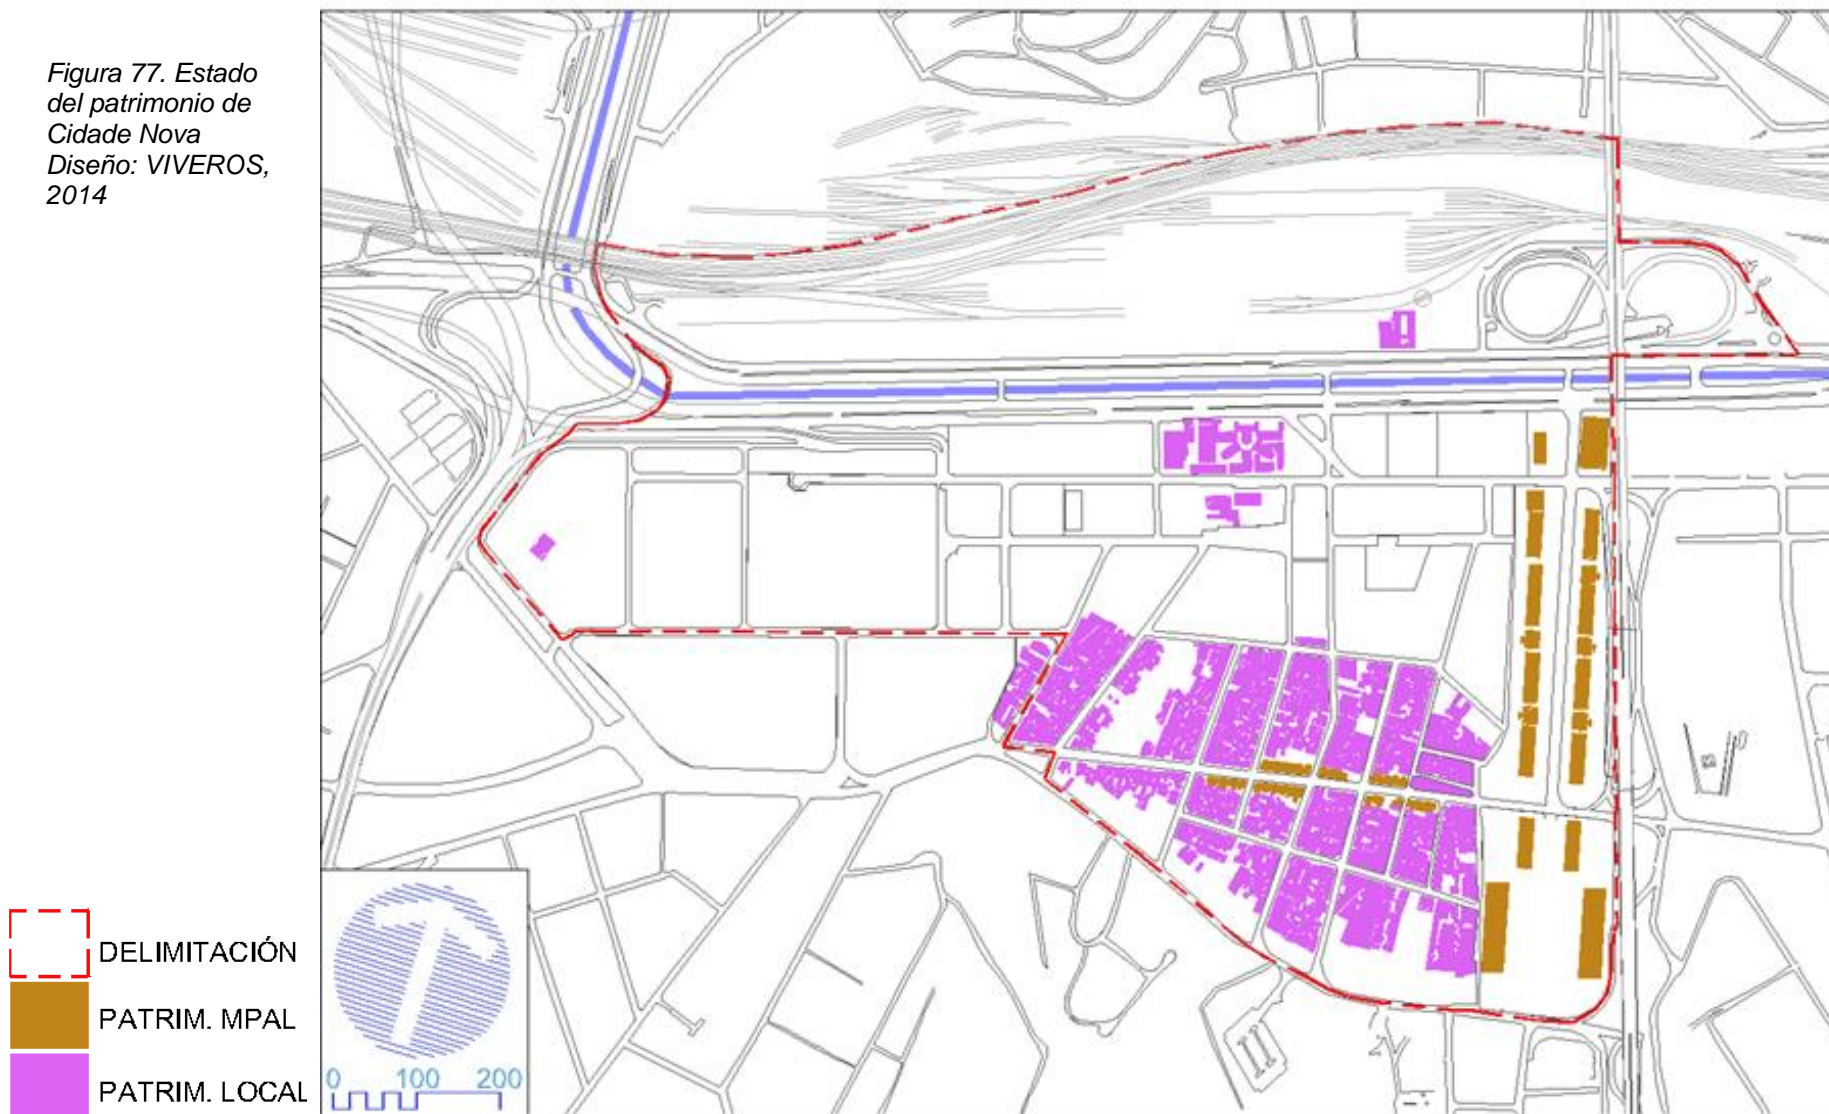 Figura 77. Estado
del patrimonio de
Cidade Nova
Diseño: VIVEROS,
2014
DELIMITACIÓN
PATRIM. MPAL
PATRIM. LOCAL
0 100 200